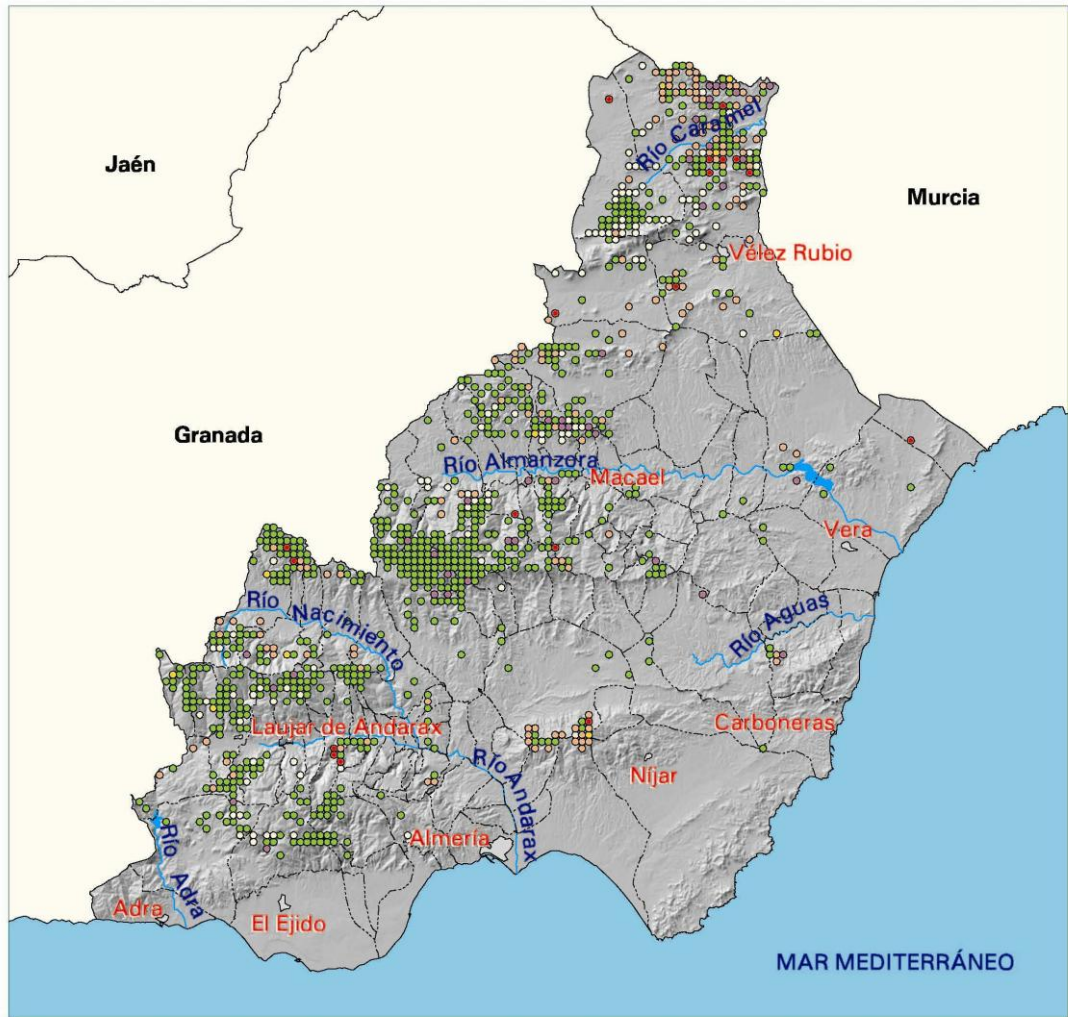 Jaén
Murcia
Granada
Río Caramel
Vélez Rubio
Río Almanzora
Macael
Vera
Río Nacimiento
Río Aguas
Laujar de Andarax
Carboneras
Río Andarax
Níjar
Almería
Río Adra
Adra
El Ejido
MAR MEDITERRÁNEO